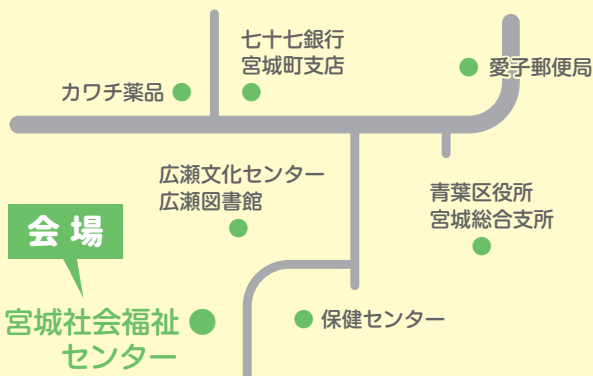 七十七銀行
宮城町支店
愛子郵便局
カワチ薬品
広瀬文化センター
広瀬図書館
青葉区役所
宮城総合支所
会場
宮城社会福祉
センター
保健センター